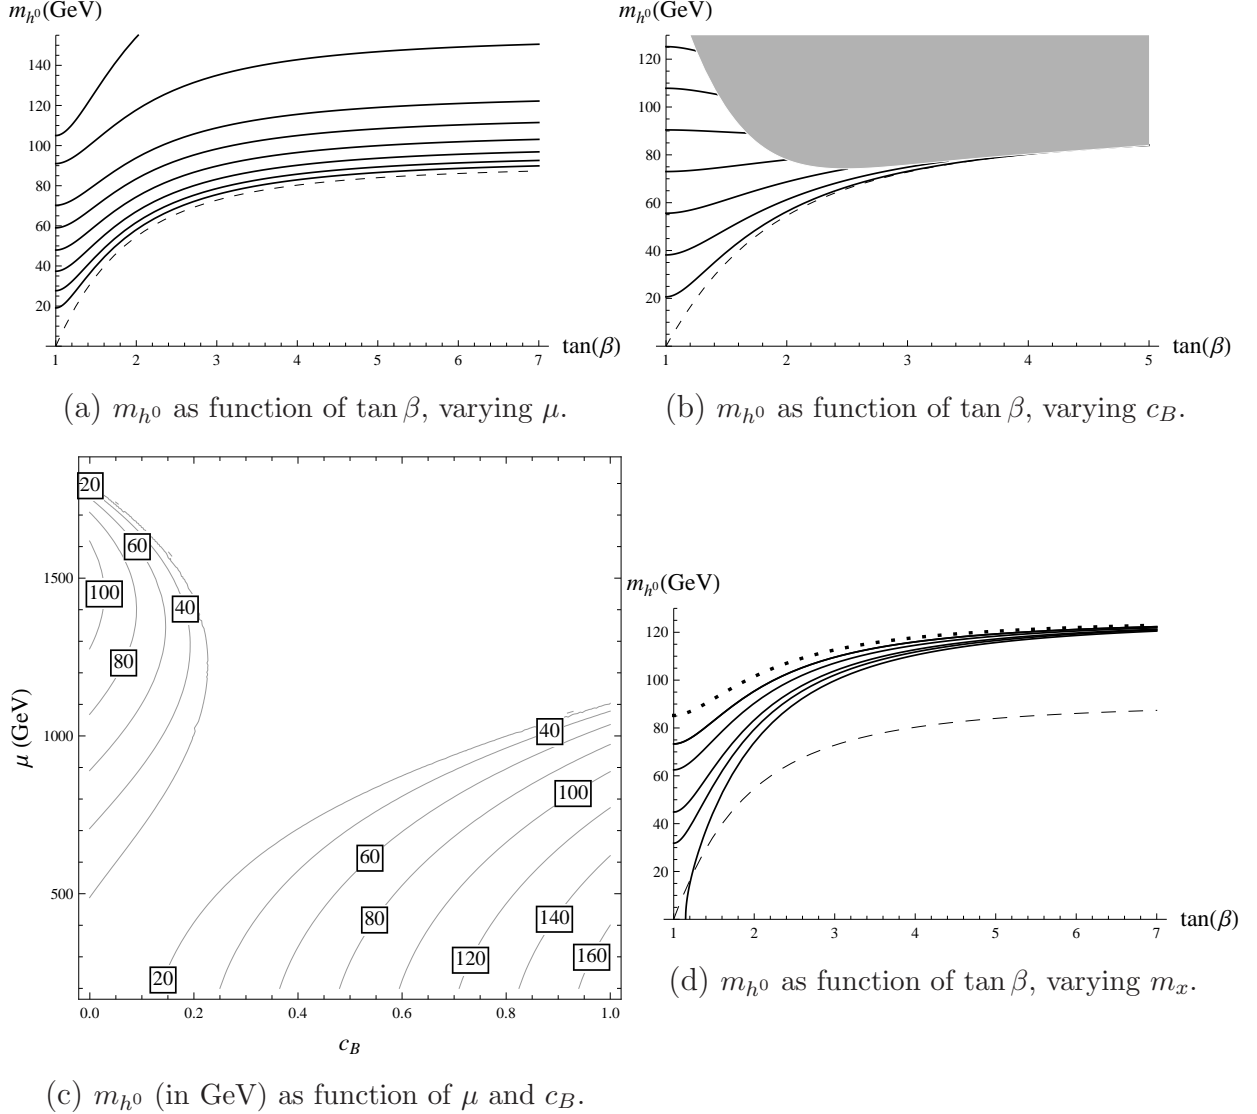 m_{h^0}(GeV)
140
120
100
80
60
40
20
1 2 3 4 5 6 7
tan(β)
(a) m_{h^0} as function of tan β, varying μ.
m_{h^0}(GeV)
120
100
80
60
40
20
1 2 3 4 5
tan(β)
(b) m_{h^0} as function of tan β, varying c_B.
20
60
1500
100
40
80
μ (GeV)
1000
40
100
60
500
80
140
120
160
20
0.0 0.2 0.4 0.6 0.8 1.0
c_B
(c) m_{h^0} (in GeV) as function of μ and c_B.
m_{h^0}(GeV)
120
100
80
60
40
20
1 2 3 4 5 6 7
tan(β)
(d) m_{h^0} as function of tan β, varying m_x.